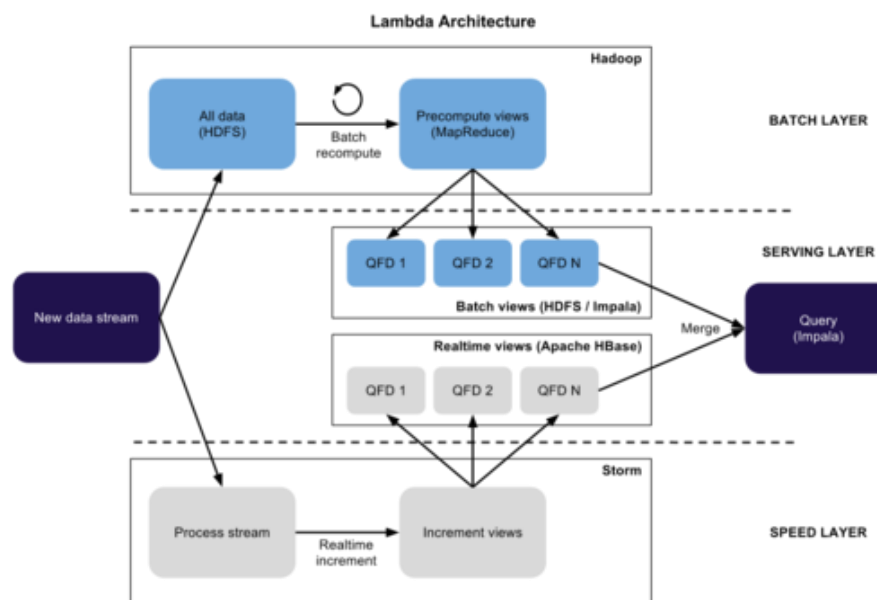 Lambda Architecture
Hadoop
All data
(HDFS)
Batch
recompute
Precompute views
(MapReduce)
BATCH LAYER
QFD 1
QFD 2
QFD N
Batch views (HDFS / Impala)
SERVING LAYER
New data stream
Merge
Query
(Impala)
Realtime views (Apache HBase)
QFD 1
QFD 2
QFD N
Storm
Process stream
Realtime
increment
Increment views
SPEED LAYER